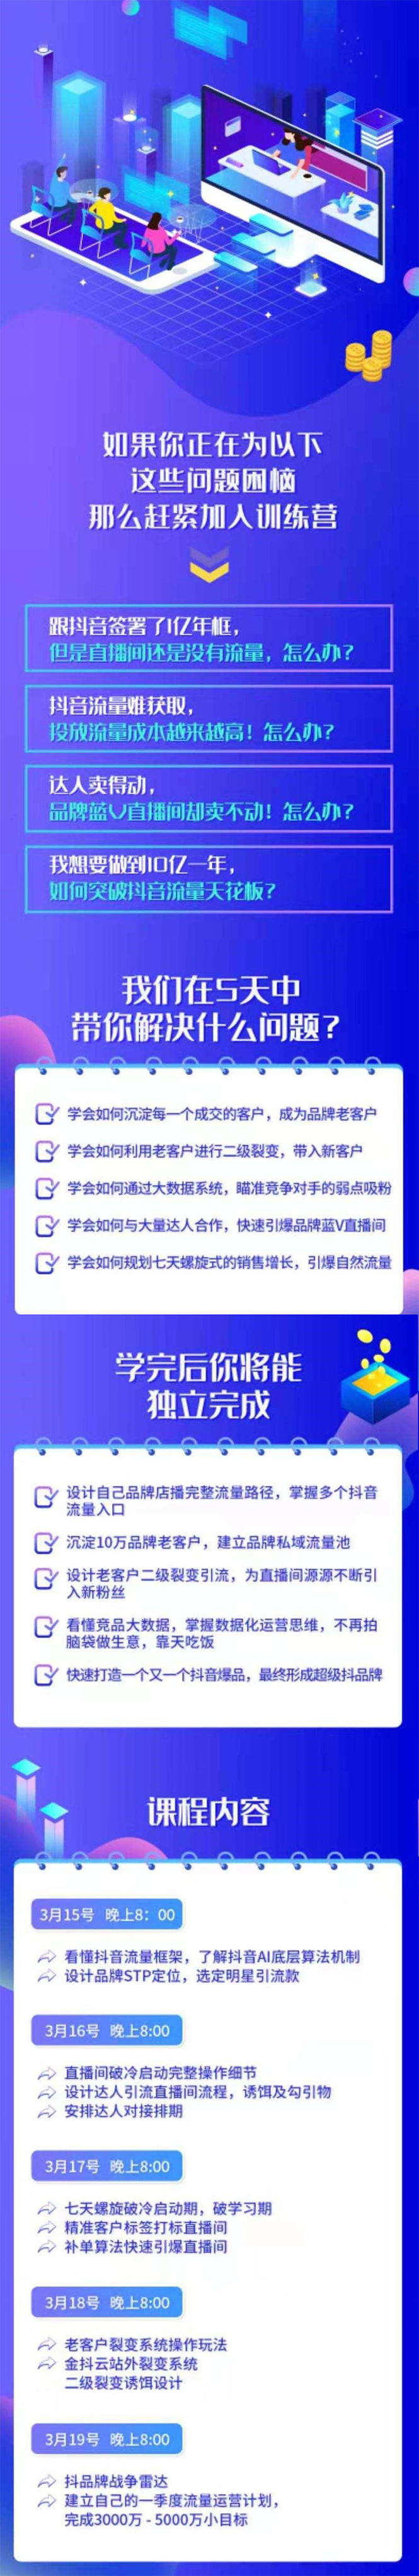 如果你正在为以下
这些问题困恼
那么赶紧加入训练营
跟抖音签署了1亿年框，
但是直播间还是没有流量，怎么办？
抖音流量难获取，
投放流量成本越来越高！怎么办？
达人卖得动，
品牌蓝V直播间却卖不动！怎么办？
我想要做到10亿一年，
如何突破抖音流量天花板？
我们在5天中
带你解决什么问题？
学会如何沉淀每一个成交的客户，成为品牌老客户
学会如何利用老客户进行二级裂变，带入新客户
学会如何通过大数据系统，瞄准竞争对手的弱点吸粉
学会如何与大量达人合作，快速引爆品牌蓝V直播间
学会如何规划七天螺旋式的销售增长，引爆自然流量
学完后你将能
独立完成
设计自己品牌店播完整流量路径，掌握多个抖音
流量入口
沉淀10万品牌老客户，建立品牌私域流量池
设计老客户二级裂变引流，为直播间源源不断引
入新粉丝
看懂竞品大数据，掌握数据化运营思维，不再拍
脑袋做生意，靠天吃饭
快速打造一个又一个抖音爆品，最终形成超级抖品牌
课程内容
3月15号 晚上8：00
看懂抖音流量框架，了解抖音AI底层算法机制
设计品牌STP定位，选定明星引流款
3月16号 晚上8:00
直播间破冷启动完整操作细节
设计达人引流直播间流程，诱饵及勾引物
安排达人对接排期
3月17号 晚上8:00
七天螺旋破冷启动期，破学习期
精准客户标签打标直播间
补单算法快速引爆直播间
3月18号 晚上8:00
老客户裂变系统操作玩法
金抖云站外裂变系统
二级裂变诱饵设计
3月19号 晚上8:00
抖品牌战争雷达
建立自己的一季度流量运营计划，
完成3000万 - 5000万小目标